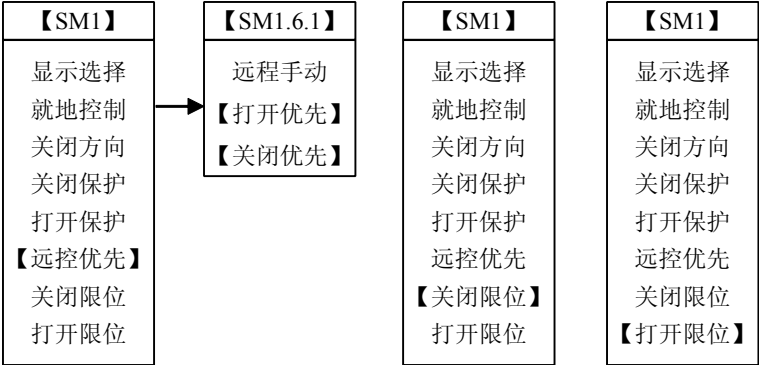 【SM1】
显示选择
就地控制
关闭方向
关闭保护
打开保护
【远控优先】
关闭限位
打开限位
【SM1.6.1】
远程手动
【打开优先】
【关闭优先】
【SM1】
显示选择
就地控制
关闭方向
关闭保护
打开保护
远控优先
【关闭限位】
打开限位
【SM1】
显示选择
就地控制
关闭方向
关闭保护
打开保护
远控优先
关闭限位
【打开限位】